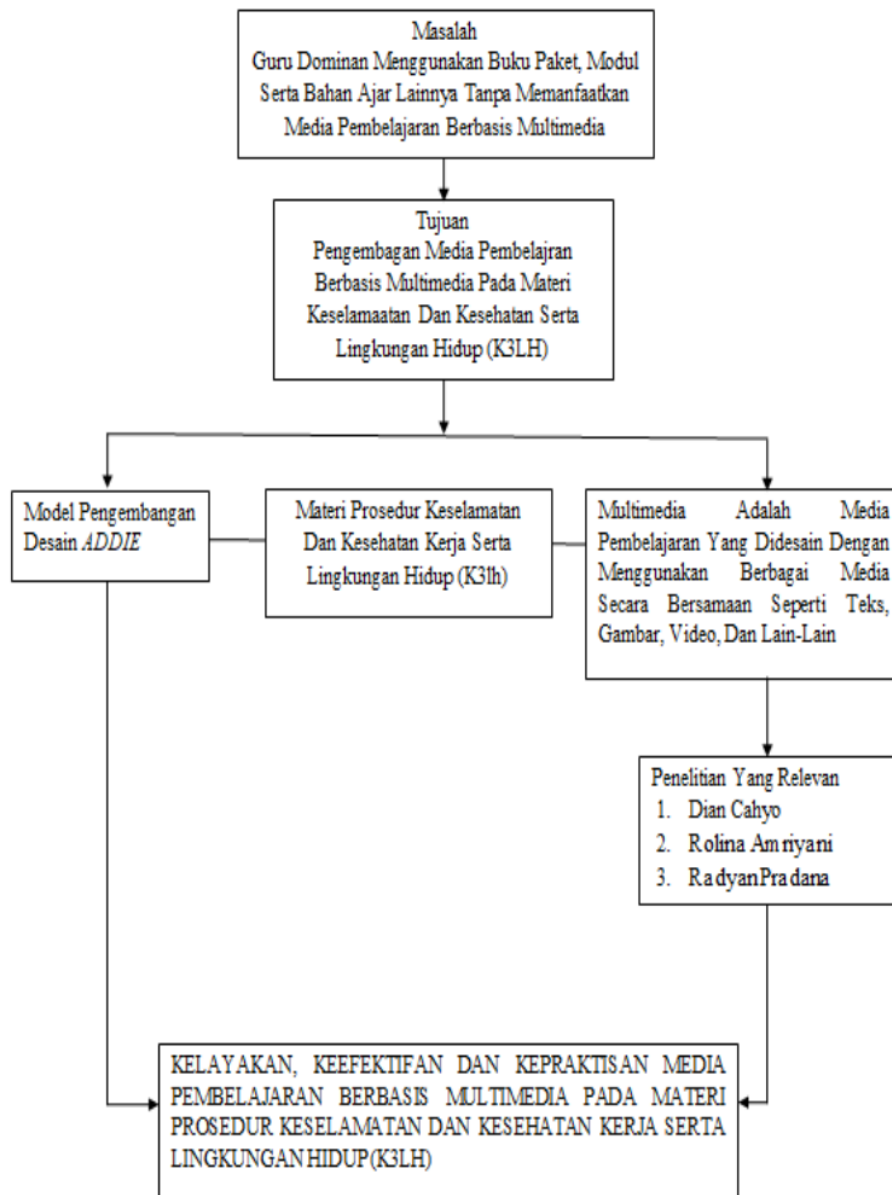 Masalah
Guru Dominan Menggunakan Buku Paket, Modul
Serta Bahan Ajar Lainnya Tanpa Memanfaatkan
Media Pembelajaran Berbasis Multimedia
Tujuan
Pengembagan Media Pembelajran
Berbasis Multimedia Pada Materi
Keselamaatan Dan Kesehatan Serta
Lingkungan Hidup (K3LH)
Model Pengembangan
Desain ADDIE
Materi Prosedur Keselamatan
Dan Kesehatan Kerja Serta
Lingkungan Hidup (K3lh)
Multimedia Adalah Media
Pembelajaran Yang Didesain Dengan
Menggunakan Berbagai Media
Secara Bersamaan Seperti Teks,
Gambar, Video, Dan Lain-Lain
Penelitian Yang Relevan
1. Dian Cahyo
2. Rolina Amriyani
3. RadyanPradana
KELAYAKAN, KEEFEKTIFAN DAN KEPRAKTISAN MEDIA
PEMBELAJARAN BERBASIS MULTIMEDIA PADA MATERI
PROSEDUR KESELAMATAN DAN KESEHATAN KERJA SERTA
LINGKUNGAN HIDUP(K3LH)